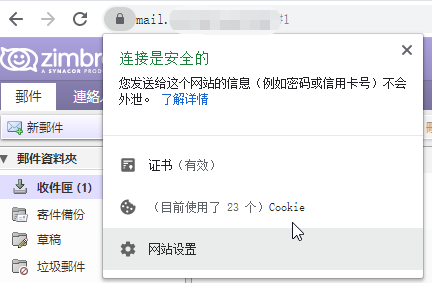 mail.
#1
zimbr
A SYNACOR PROD
连接是安全的
您发送给这个网站的信息（例如密码或信用卡号）不会
外泄。 了解详情
郵件
連絡人
新郵件
郵件資料夾
证书（有效）
收件匣 (1)
（目前使用了 23 个）Cookie
寄件備份
草稿
网站设置
垃圾郵件